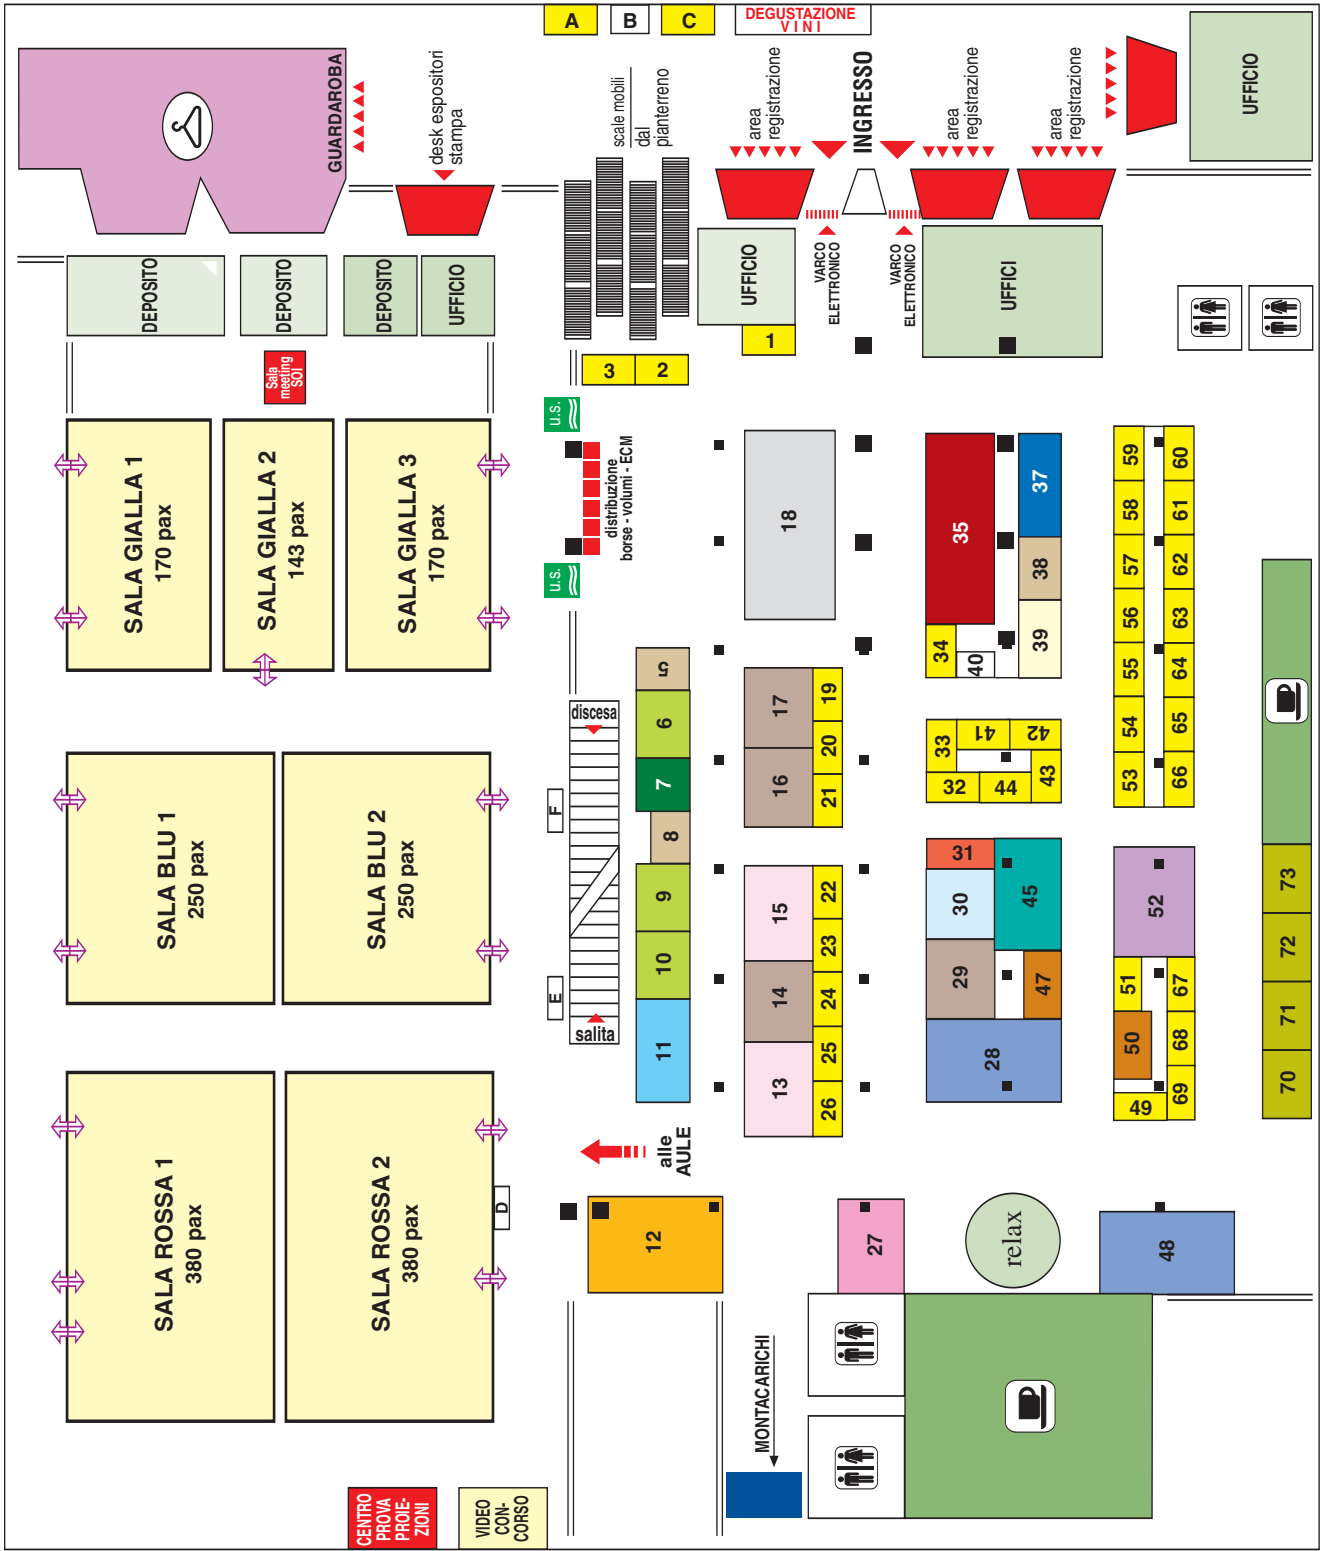 A
B
C
DEGUSTAZIONE
VINI
GUARDAROBA
desk espositori
stampa
scale mobili
dal
pianterreno
area
registrazione
INGRESSO
area
registrazione
area
registrazione
UFFICIO
DEPOSITO
DEPOSITO
DEPOSITO
UFFICIO
UFFICIO
VARCO
ELETTRONICO
VARCO
ELETTRONICO
UFFICI
1
3
2
Sala
meeting
SOI
u.s.
distribuzione
borse - volumi - ECM
u.s.
SALA GIALLA 1
170 pax
SALA GIALLA 2
143 pax
SALA GIALLA 3
170 pax
18
35
37
38
39
34
40
59
58
57
56
55
54
53
60
61
62
63
64
65
66
discesa
F
E
salita
5
6
7
8
9
10
11
17
16
19
20
21
33
41
42
32
44
43
SALA BLU 1
250 pax
SALA BLU 2
250 pax
15
14
13
22
23
24
25
26
31
30
45
29
47
28
52
51
67
50
68
49
69
73
72
71
70
SALA ROSSA 1
380 pax
SALA ROSSA 2
380 pax
D
alle
AULE
12
27
relax
48
MONTACARICHI
CENTRO
PROVA
PROIE-
ZIONI
VIDEO
CON-
CORSO